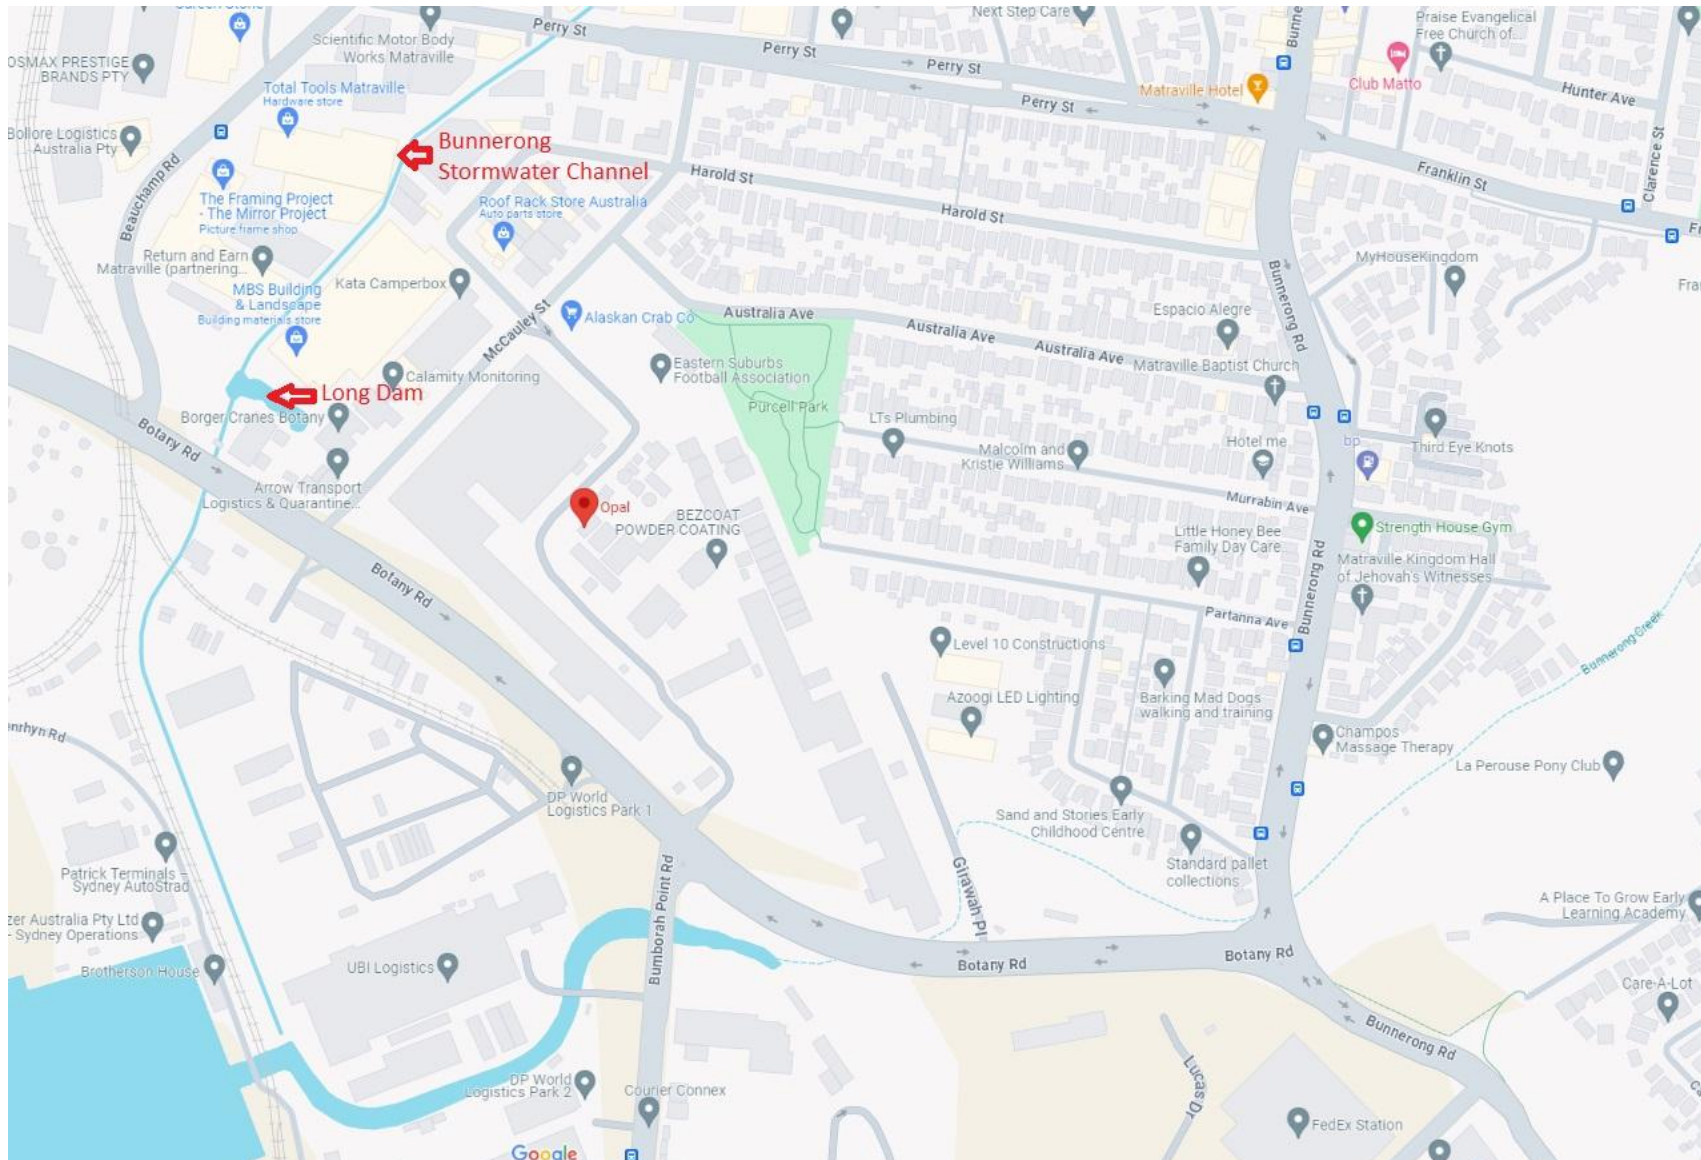 Perry St
Next Step Care
Bunne
Praise Evangelical
Free Church of...
Scientific Motor Body
Works Matraville
OSMAX PRESTIGE
BRANDS PTY
Perry St
Perry St
Club Matto
Total Tools Matraville
Hardware store
Matraville Hotel
Hunter Ave
Perry St
Bollore Logistics
Australia Pty
Bunnerong
Stormwater Channel
Clarence St
Harold St
Franklin St
Beauchamp Rd
The Framing Project
- The Mirror Project
Picture frame shop
Roof Rack Store Australia
Auto parts store
Harold St
Return and Earn
Matraville (partnering...
MyHouseKingdom
Kata Camperbox
MBS Building
& Landscape
Building materials store
Bunnerong Rd
Fra
McCauley St
Alaskan Crab Co
Australia Ave
Espacio Alegre
Australia Ave
Australia Ave
Matraville Baptist Church
Eastern Suburbs
Football Association
Calamity Monitoring
Long Dam
Purcell Park
Borger Cranes Botany
LTs Plumbing
Botany Rd
Malcolm and
Kristie Williams
Hotel me
bp
Third Eye Knots
Arrow Transport
Logistics & Quarantine...
Murrabin Ave
Opal
BEZCOAT
POWDER COATING
Strength House Gym
Little Honey Bee
Family Day Care
Matraville Kingdom Hall
of Jehovah's Witnesses
Bunnerong Rd
Botany Rd
Partanna Ave
Level 10 Constructions
Bunnerong Creek
Azoogi LED Lighting
Barking Mad Dogs
walking and training
enrhyn Rd
Champos
Massage Therapy
La Perouse Pony Club
DP World
Logistics Park 1
Sand and Stories Early
Childhood Centre
Patrick Terminals -
Sydney AutoStrad
Bumborah Point Rd
Girawah Pl
Standard pallet
collections
A Place To Grow Early
Learning Academy
zer Australia Pty Ltd
- Sydney Operations
Brotherson House
UBI Logistics
Botany Rd
Botany Rd
Care-A-Lot
Bunnerong Rd
DP World
Logistics Park 2
Courier Connex
Lucas Dr
FedEx Station
Google